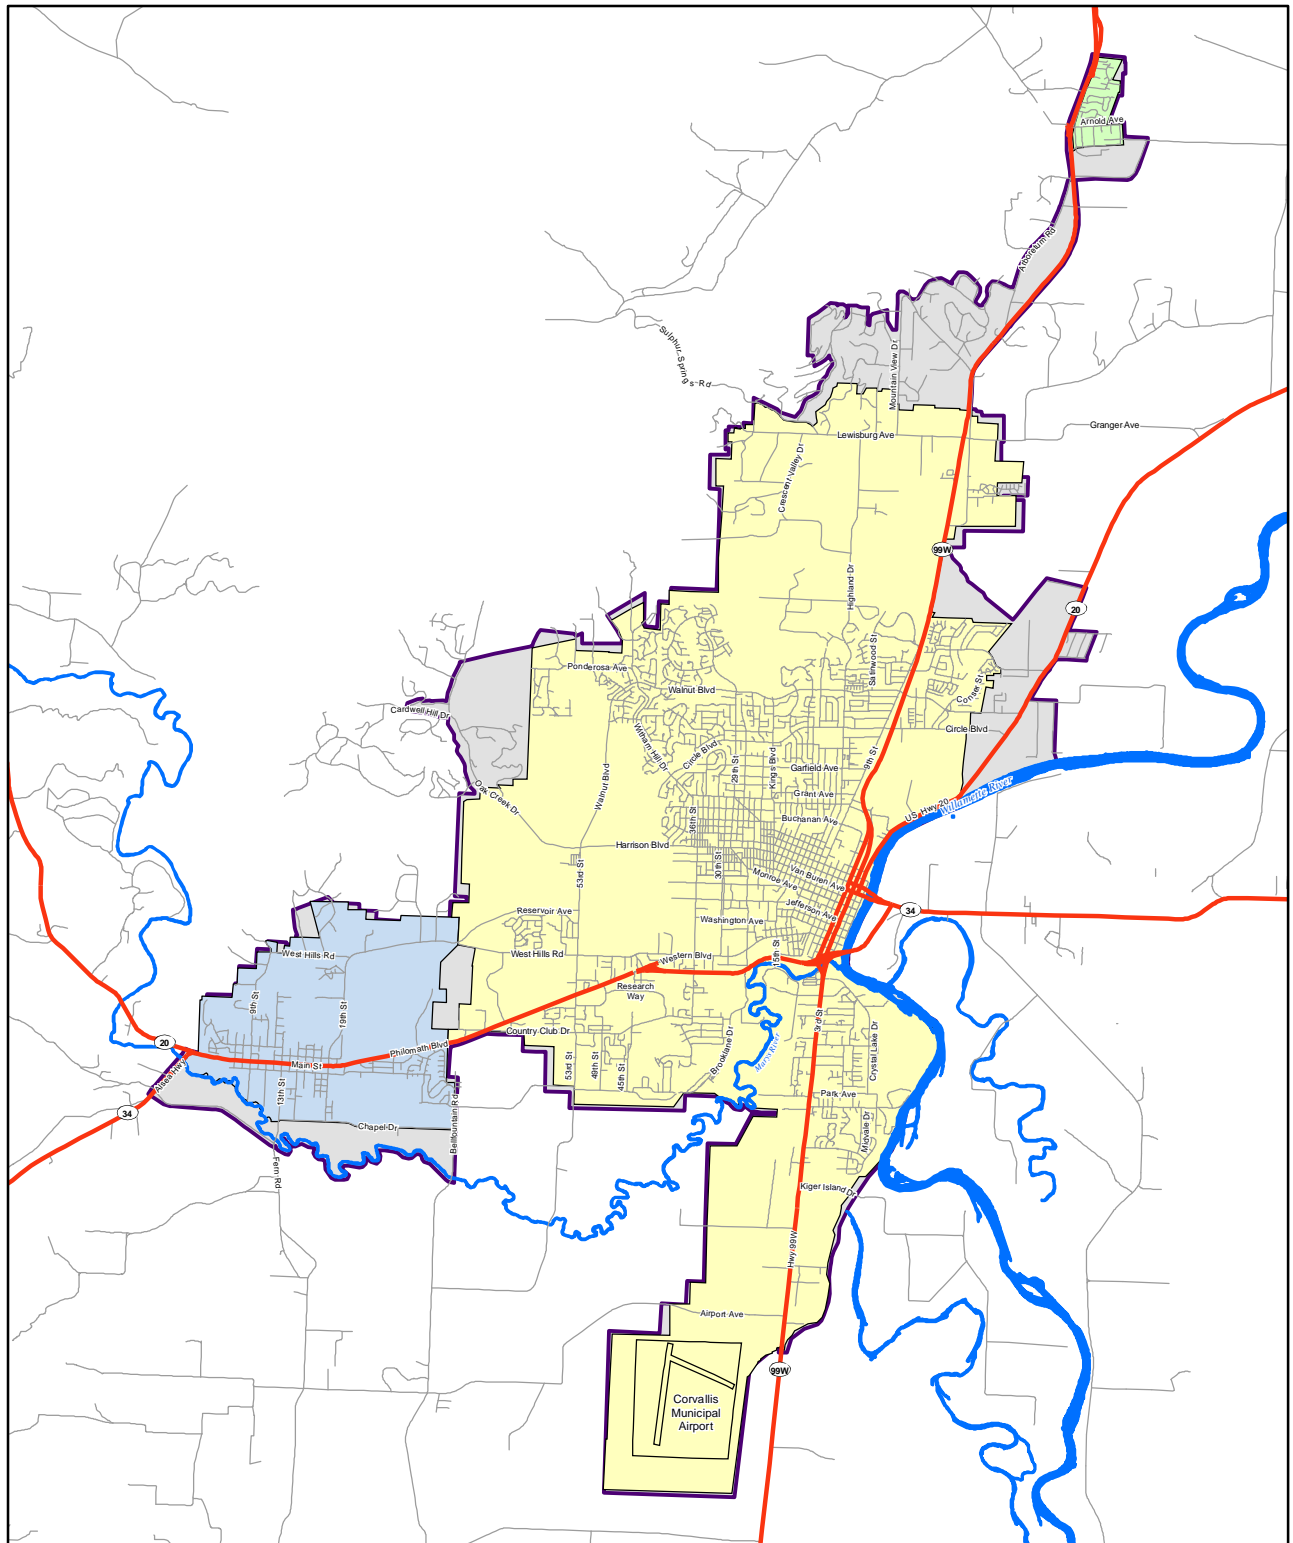 Arnold Ave
Arboretum Rd
Sulphur Springs Rd
Mountain View Dr
Granger Ave
Lewisburg Ave
Crescent Valley Dr
99W
Highland Dr
20
Satinwood St
Ponderosa Ave
Walnut Blvd
Conser St
Cardwell Hill Dr
Circle Blvd
Witham Hill Dr
Circle Blvd
9th St
29th St
Kings Blvd
Garfield Ave
Walnut Blvd
Grant Ave
Oak Creek Dr
US Hwy 20
Willamette River
36th St
Buchanan Ave
Harrison Blvd
53rd St
30th St
Van Buren Ave
Monroe Ave
Jefferson Ave
34
Reservoir Ave
Washington Ave
West Hills Rd
West Hills Rd
Western Blvd
15th St
Research
Way
9th St
19th St
3rd St
Country Club Dr
20
Philomath Blvd
Main St
Brooklane Dr
Marys River
Crystal Lake Dr
Alsea Hwy
53rd St
49th St
45th St
13th St
Park Ave
34
Chapel Dr
Bellfountain Rd
Midvale Dr
Fern Rd
Kiger Island Dr
Hwy 99W
Airport Ave
99W
Corvallis
Municipal
Airport